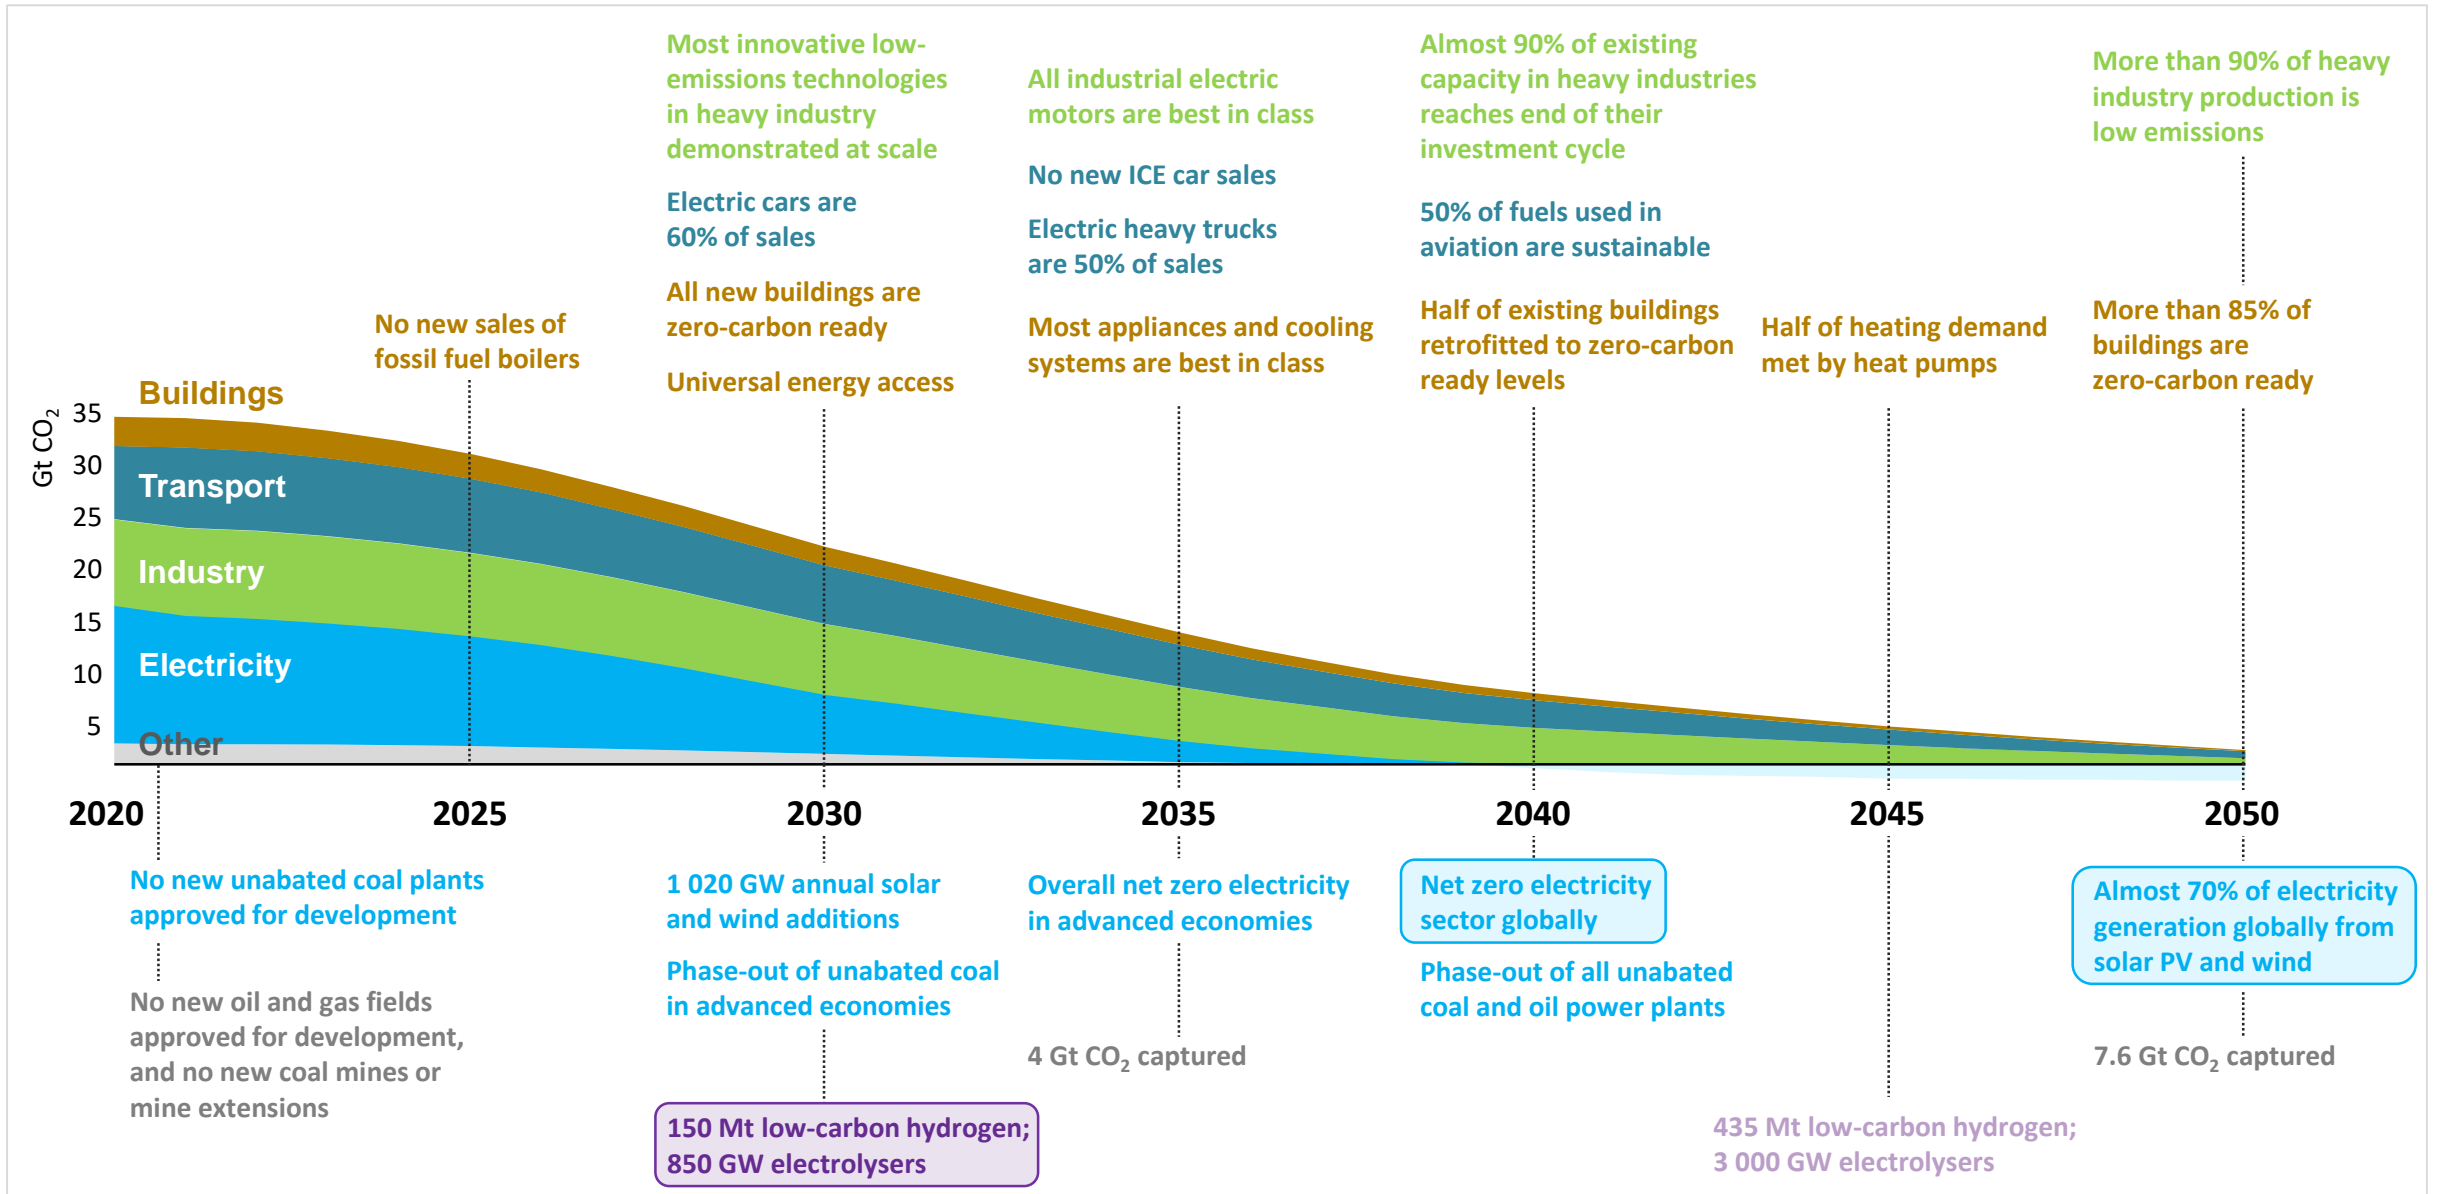 Most innovative low-
emissions technologies
in heavy industry
demonstrated at scale
Electric cars are
60% of sales
All new buildings are
zero-carbon ready
Universal energy access
All industrial electric
motors are best in class
No new ICE car sales
Electric heavy trucks
are 50% of sales
Most appliances and cooling
systems are best in class
Almost 90% of existing
capacity in heavy industries
reaches end of their
investment cycle
50% of fuels used in
aviation are sustainable
Half of existing buildings
retrofitted to zero-carbon
ready levels
Half of heating demand
met by heat pumps
More than 90% of heavy
industry production is
low emissions
More than 85% of
buildings are
zero-carbon ready
No new sales of
fossil fuel boilers
Gt CO₂
35
30
25
20
15
10
5
Buildings
Transport
Industry
Electricity
Other
2020
2025
2030
2035
2040
2045
2050
No new unabated coal plants
approved for development
No new oil and gas fields
approved for development,
and no new coal mines or
mine extensions
1 020 GW annual solar
and wind additions
Phase-out of unabated coal
in advanced economies
150 Mt low-carbon hydrogen;
850 GW electrolysers
Overall net zero electricity
in advanced economies
4 Gt CO₂ captured
Net zero electricity
sector globally
Phase-out of all unabated
coal and oil power plants
435 Mt low-carbon hydrogen;
3 000 GW electrolysers
Almost 70% of electricity
generation globally from
solar PV and wind
7.6 Gt CO₂ captured